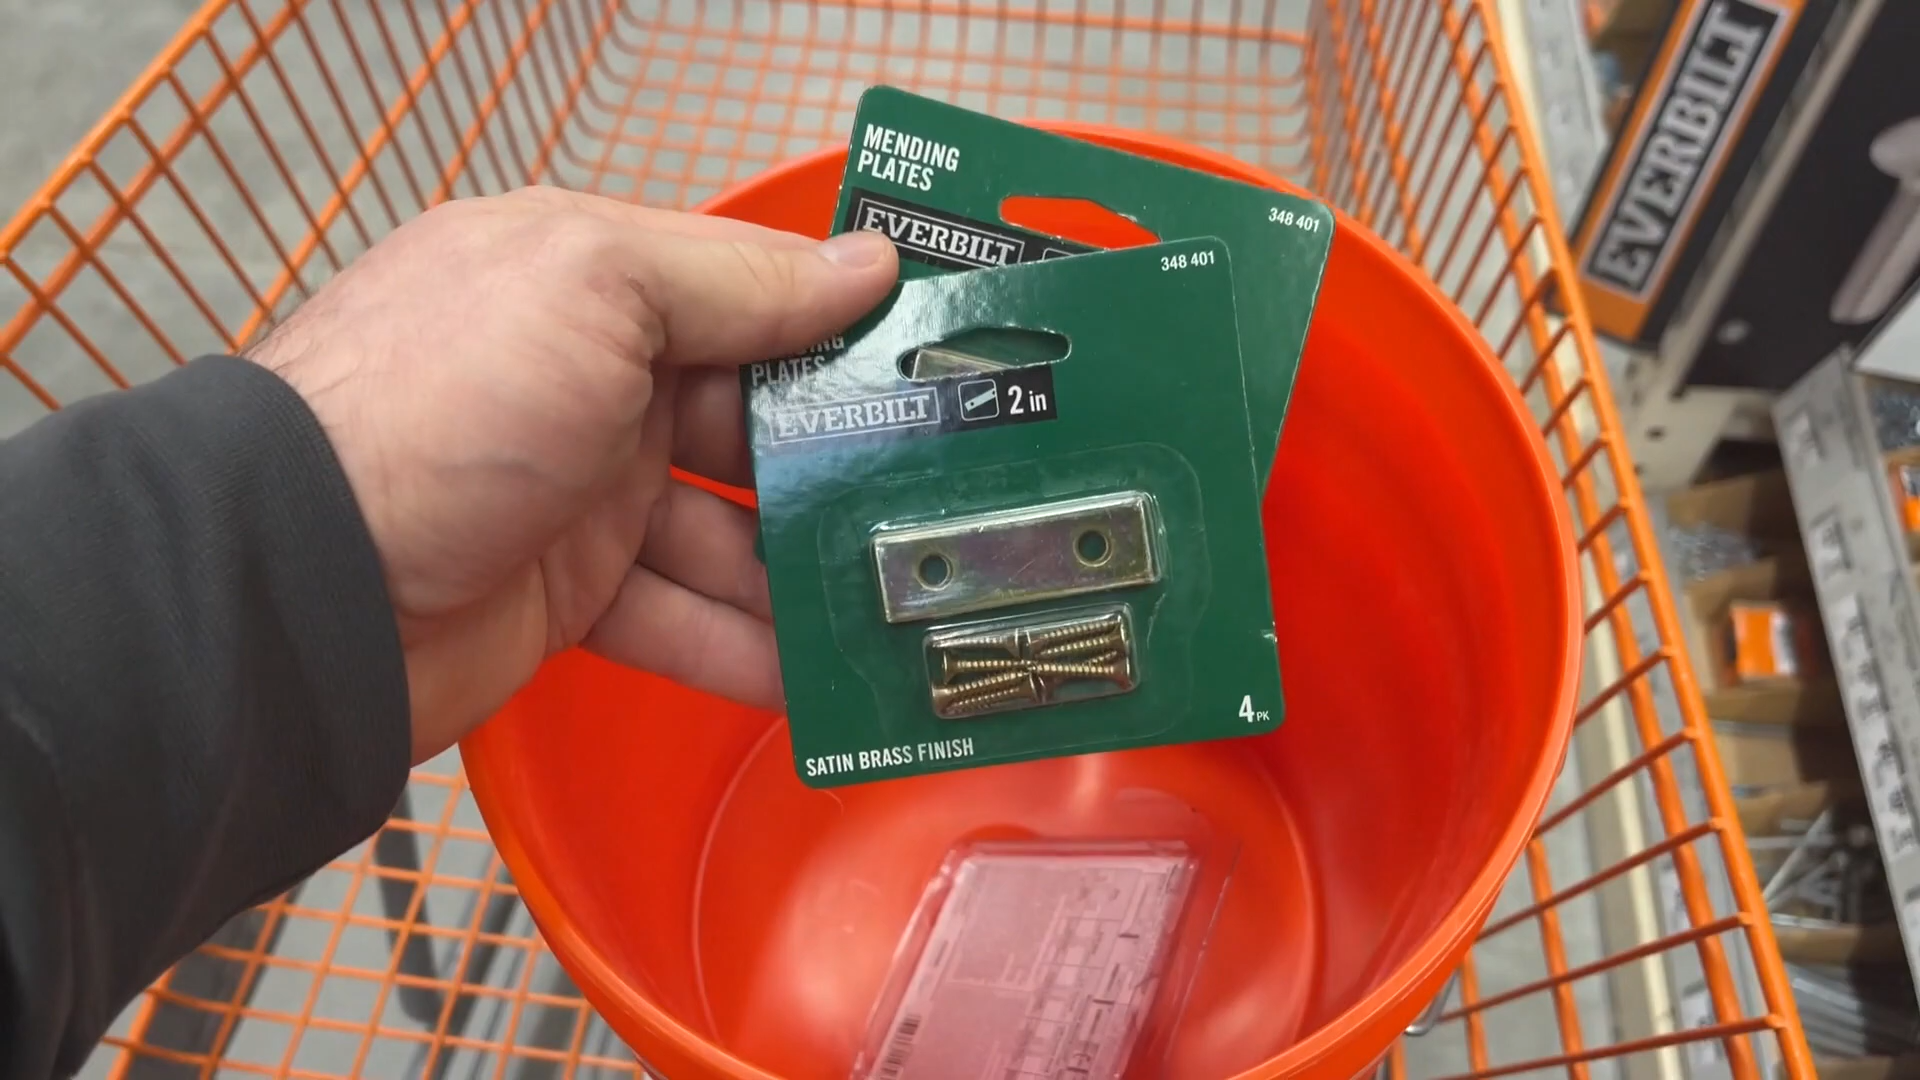 MENDING
PLATES
EVERBILT
348 401
348 401
PLATES
EVERBILT
2 in
4 PK
SATIN BRASS FINISH
EVERBILT